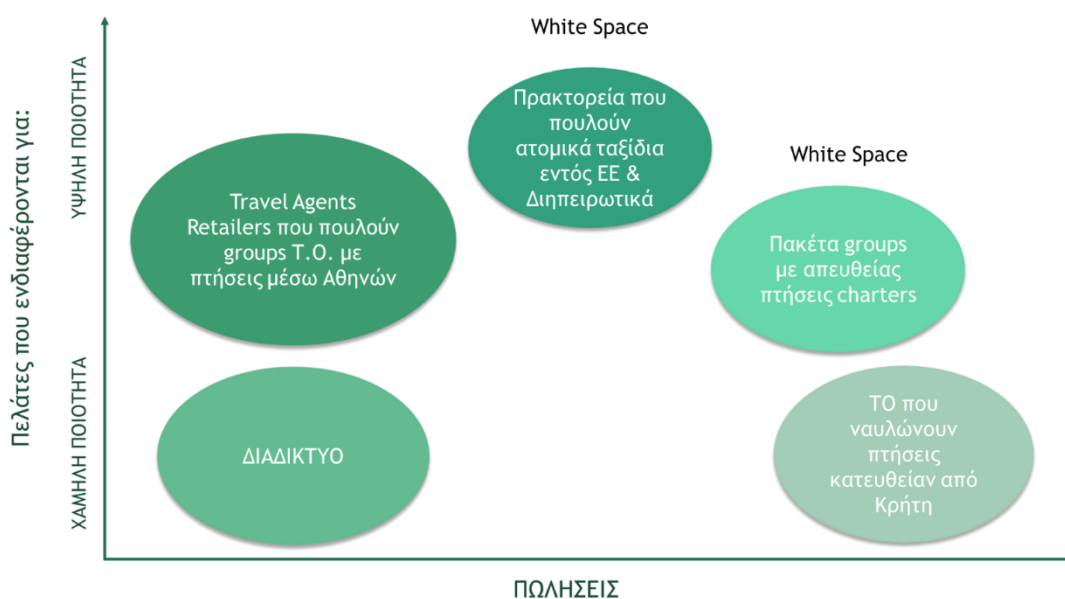 White Space
Πελάτες που ενδιαφέρονται για:
ΥΨΗΛΗ ΠΟΙΟΤΗΤΑ
ΧΑΜΗΛΗ ΠΟΙΟΤΗΤΑ
Πρακτορεία που
πουλούν
ατομικά ταξίδια
εντός ΕΕ &
Διηπειρωτικά
White Space
Travel Agents
Retailers που πουλούν
groups T.O. με
πτήσεις μέσω Αθηνών
Πακέτα groups
με απευθείας
πτήσεις charters
ΔΙΑΔΙΚΤΥΟ
ΤΟ που
ναυλώνουν
πτήσεις
κατευθείαν από
Κρήτη
ΠΩΛΗΣΕΙΣ